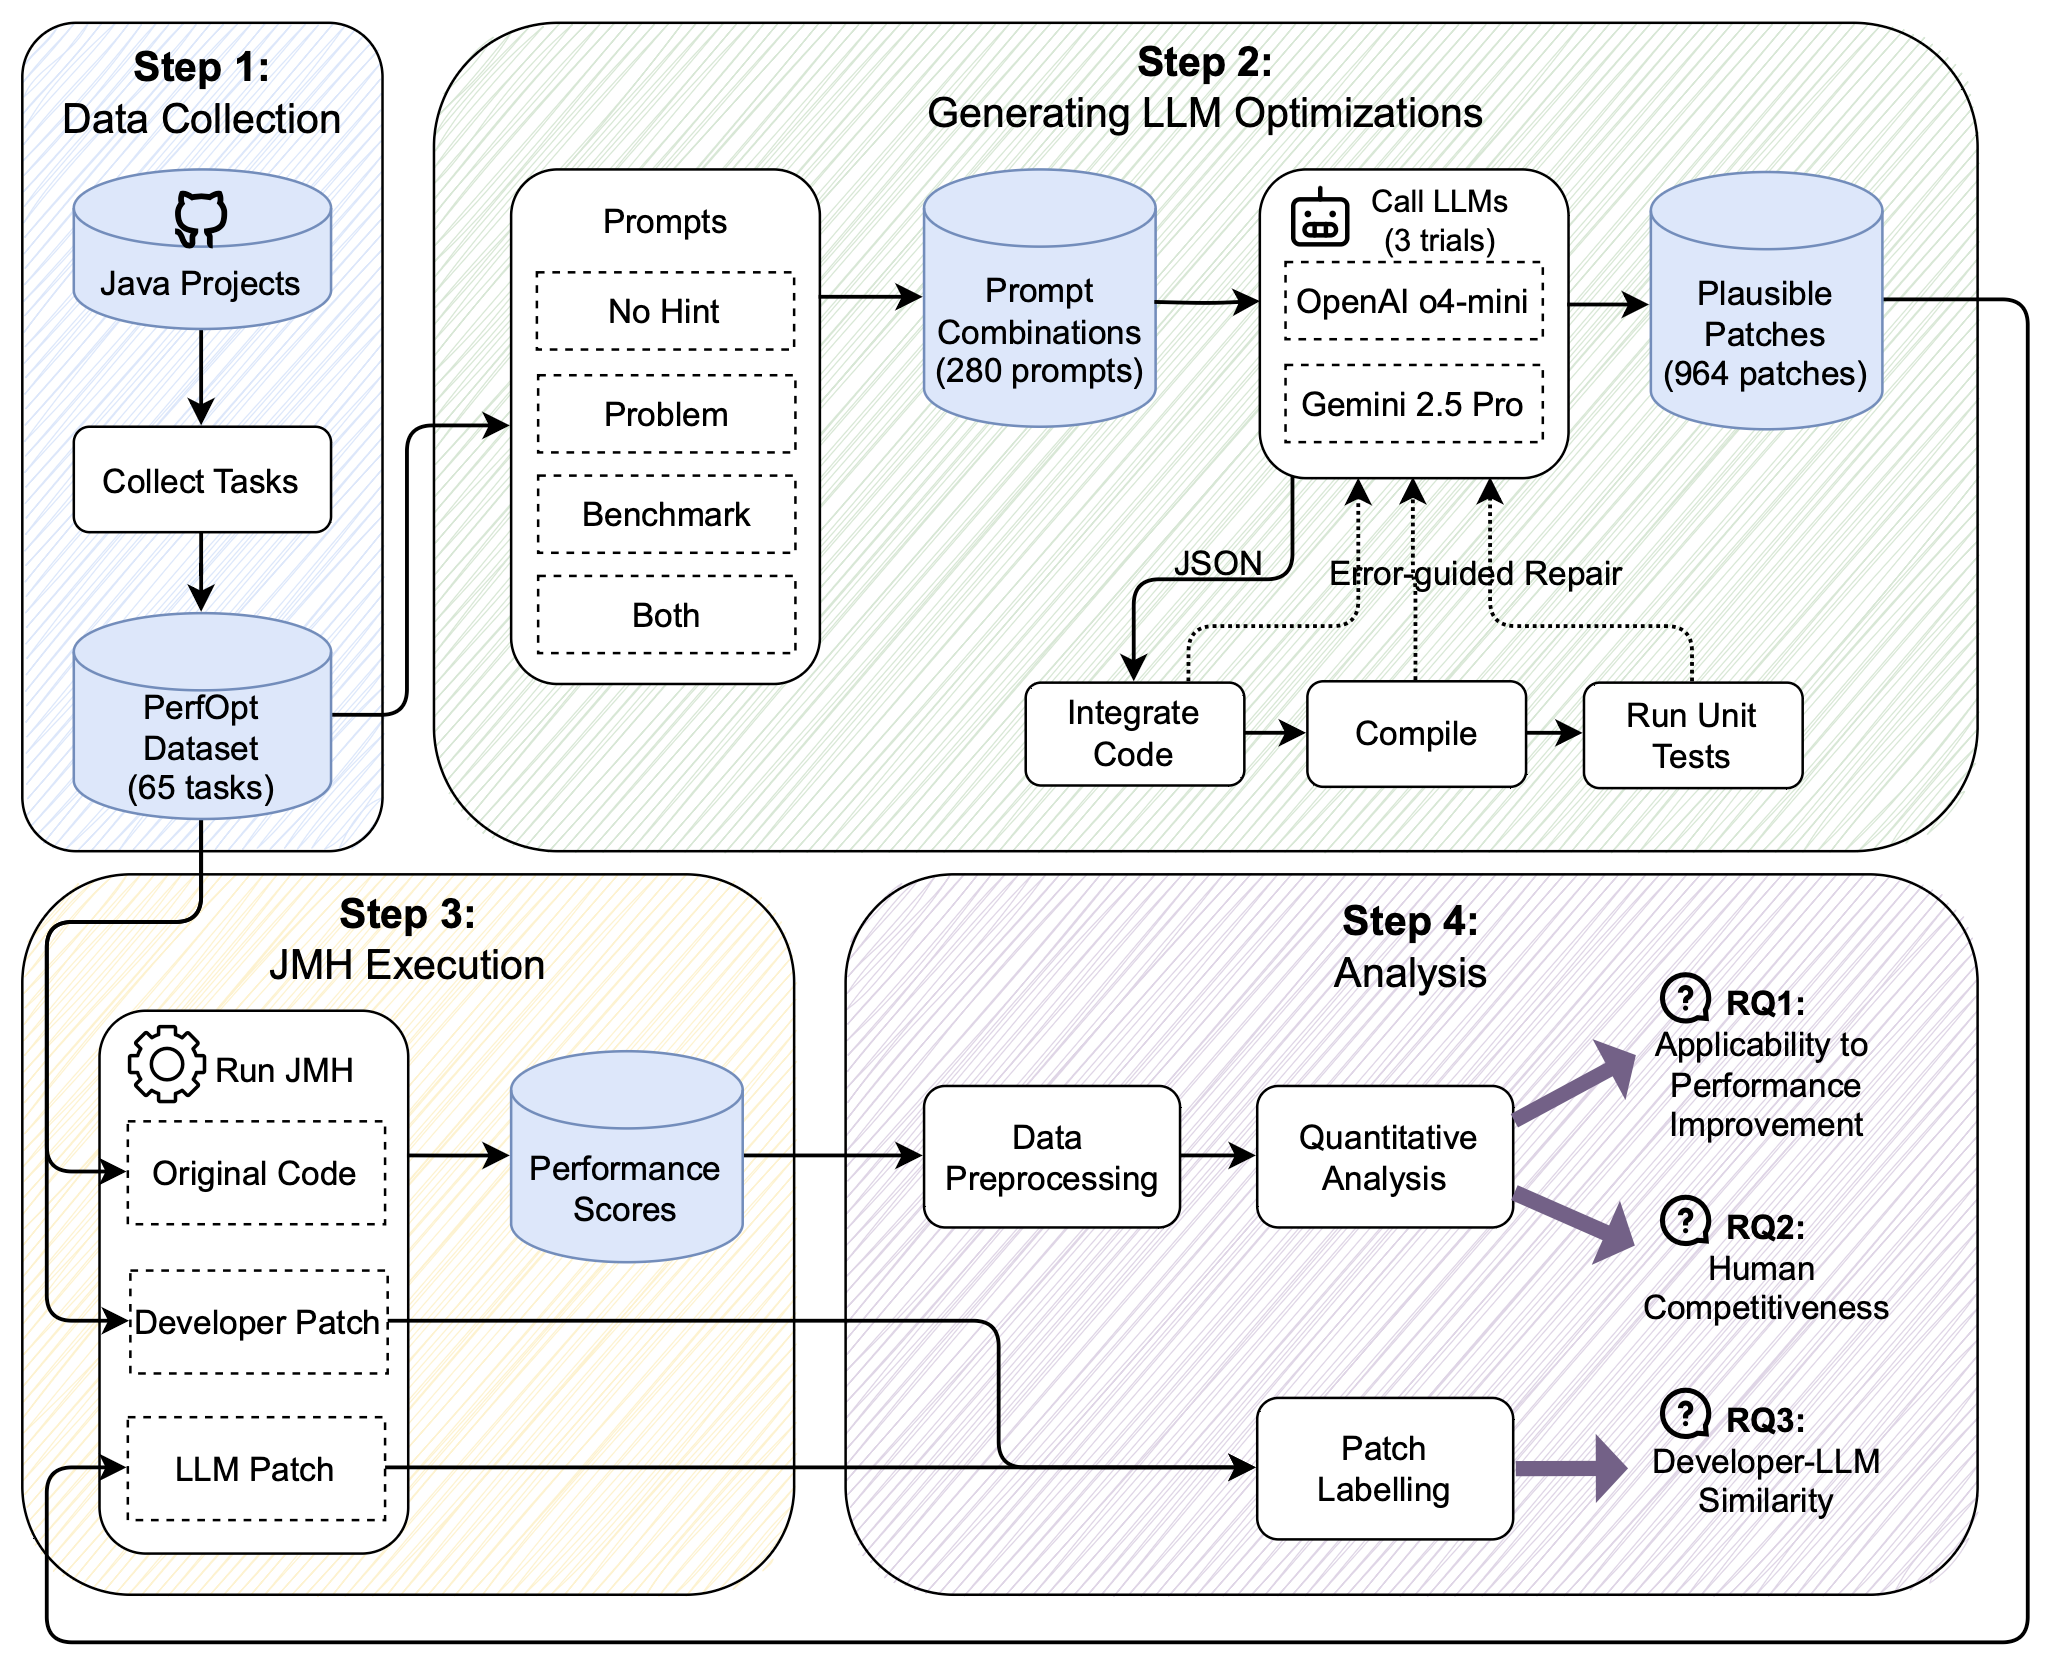 Step 1:
Data Collection
Java Projects
Collect Tasks
PerfOpt
Dataset
(65 tasks)
Step 2:
Generating LLM Optimizations
Prompts
No Hint
Problem
Benchmark
Both
Prompt
Combinations
(280 prompts)
Call LLMs
(3 trials)
OpenAI o4-mini
Gemini 2.5 Pro
Plausible
Patches
(964 patches)
JSON
Error-guided Repair
Integrate
Code
Compile
Run Unit
Tests
Step 3:
JMH Execution
Run JMH
Original Code
Developer Patch
LLM Patch
Performance
Scores
Step 4:
Analysis
Data
Preprocessing
Quantitative
Analysis
Patch
Labelling
RQ1:
Applicability to
Performance
Improvement
RQ2:
Human
Competitiveness
RQ3:
Developer-LLM
Similarity